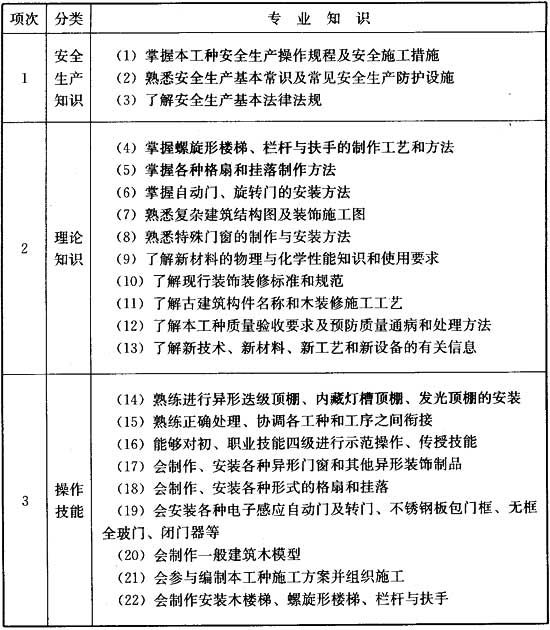 项次 分类 专业知识
1
安全
生产
知识
(1) 掌握本工种安全生产操作规程及安全施工措施
(2) 熟悉安全生产基本常识及常见安全生产防护设施
(3) 了解安全生产基本法律法规
2
理论
知识
(4) 掌握螺旋形楼梯、栏杆与扶手的制作工艺和方法
(5) 掌握各种格扇和挂落制作方法
(6) 掌握自动门、旋转门的安装方法
(7) 熟悉复杂建筑结构图及装饰施工图
(8) 熟悉特殊门窗的制作与安装方法
(9) 了解新材料的物理与化学性能知识和使用要求
(10) 了解现行装饰装修标准和规范
(11) 了解古建筑构件名称和木装修施工工艺
(12) 了解本工种质量验收要求及预防质量通病和处理方法
(13) 了解新技术、新材料、新工艺和新设备的有关信息
3
操作
技能
(14) 熟练进行异形迭级顶棚、内藏灯槽顶棚、发光顶棚的安装
(15) 熟练正确处理、协调各工种和工序之间衔接
(16) 能够对初、职业技能四级进行示范操作、传授技能
(17) 会制作、安装各种异形门窗和其他异形装饰制品
(18) 会制作、安装各种形式的格扇和挂落
(19) 会安装各种电子感应自动门及转门、不锈钢板包门框、无框
全玻门、闭门器等
(20) 会制作一般建筑木模型
(21) 会参与编制本工种施工方案并组织施工
(22) 会制作安装木楼梯、螺旋形楼梯、栏杆与扶手